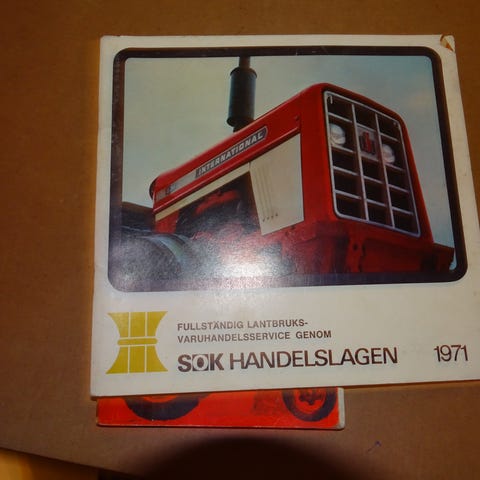 INTERNATIONAL
FULLSTÄNDIG LANTBRUKS-
VARUHANDELSSERVICE GENOM
SÖK HANDELSLAGEN 1971